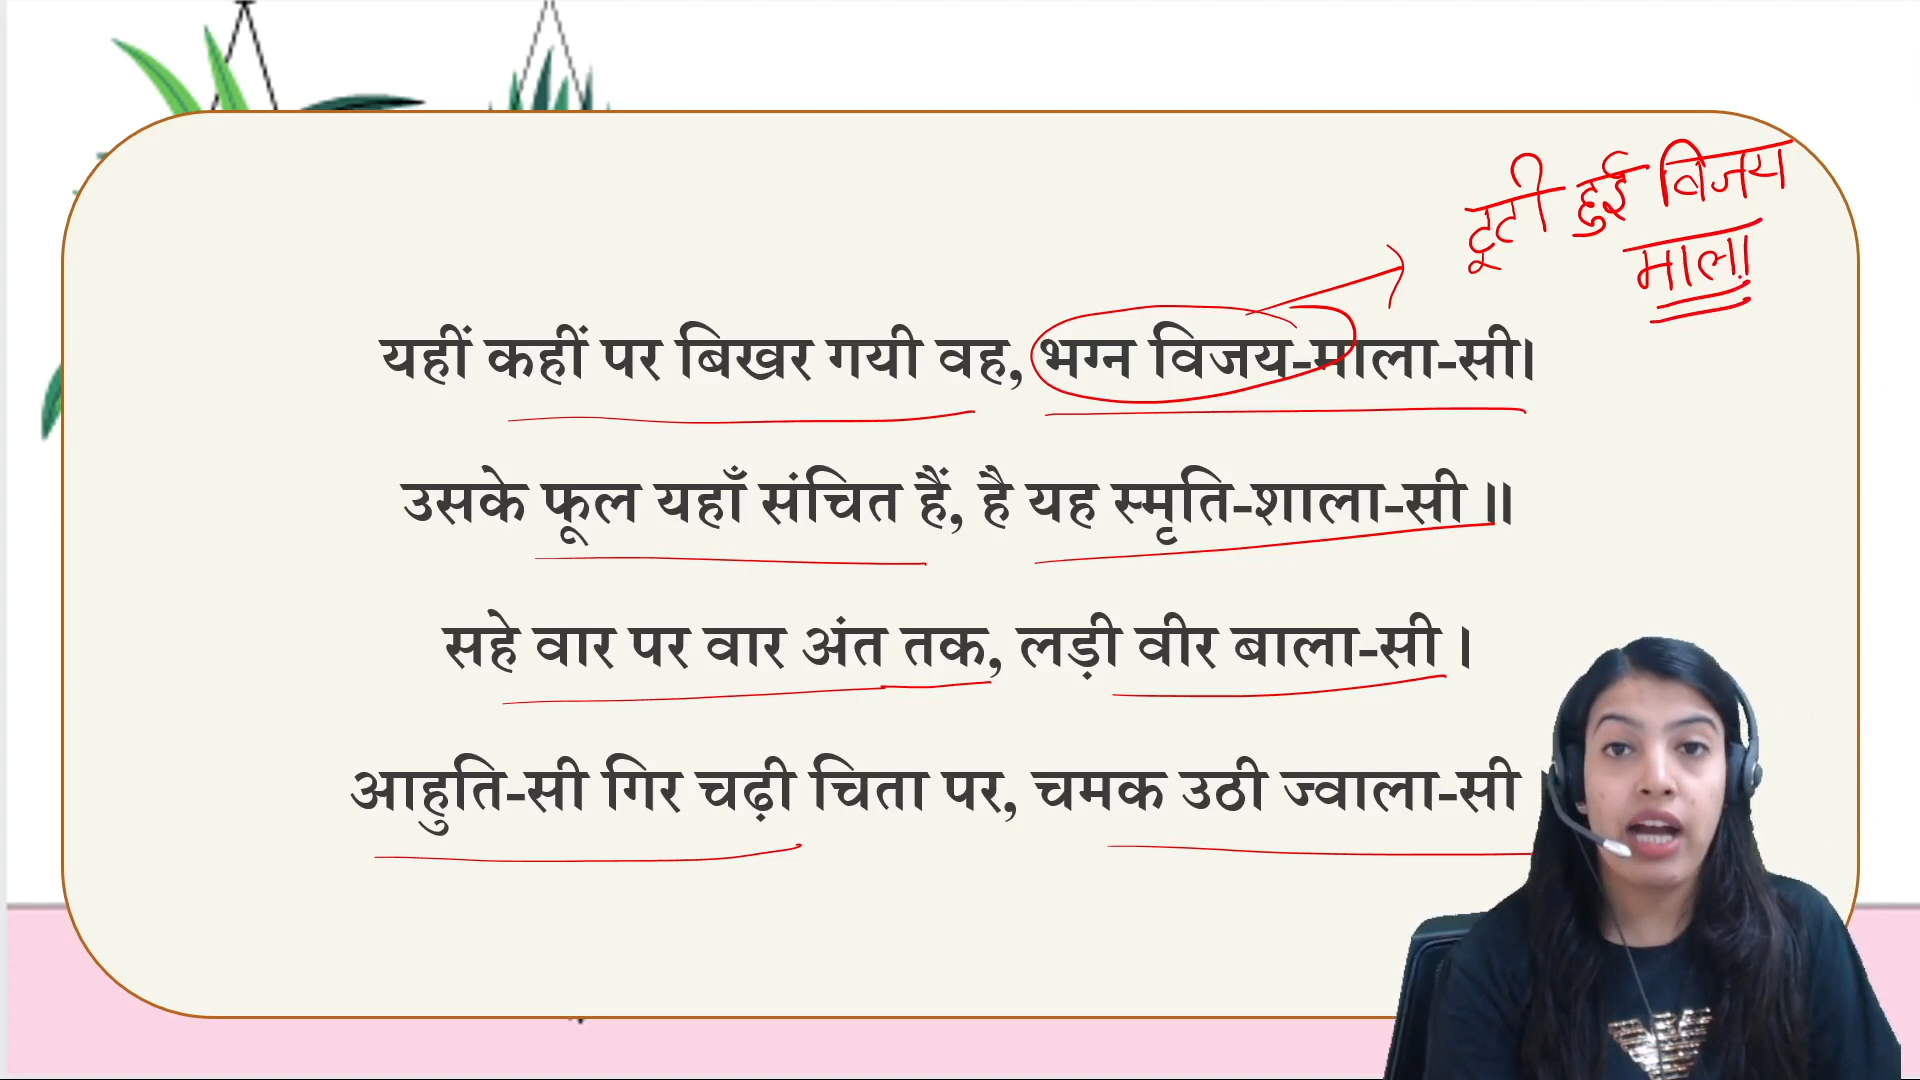 टूटी हुई विजय
माला
यहीं कहीं पर बिखर गयी वह, भग्न विजय-माला-सी।
उसके फूल यहाँ संचित हैं, है यह स्मृति-शाला-सी ॥
सहे वार पर वार अंत तक, लड़ी वीर बाला-सी ।
आहुति-सी गिर चढ़ी चिता पर, चमक उठी ज्वाला-सी